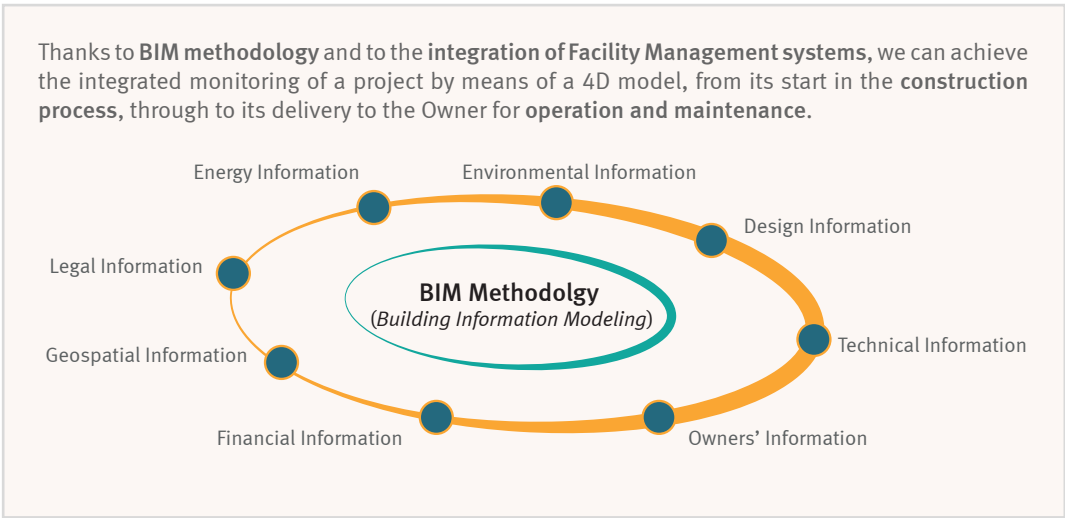 Thanks to BIM methodology and to the integration of Facility Management systems, we can achieve
the integrated monitoring of a project by means of a 4D model, from its start in the construction
process, through to its delivery to the Owner for operation and maintenance.
Energy Information
Environmental Information
Design Information
Legal Information
BIM Methodolgy
(Building Information Modeling)
Technical Information
Geospatial Information
Financial Information
Owners’ Information